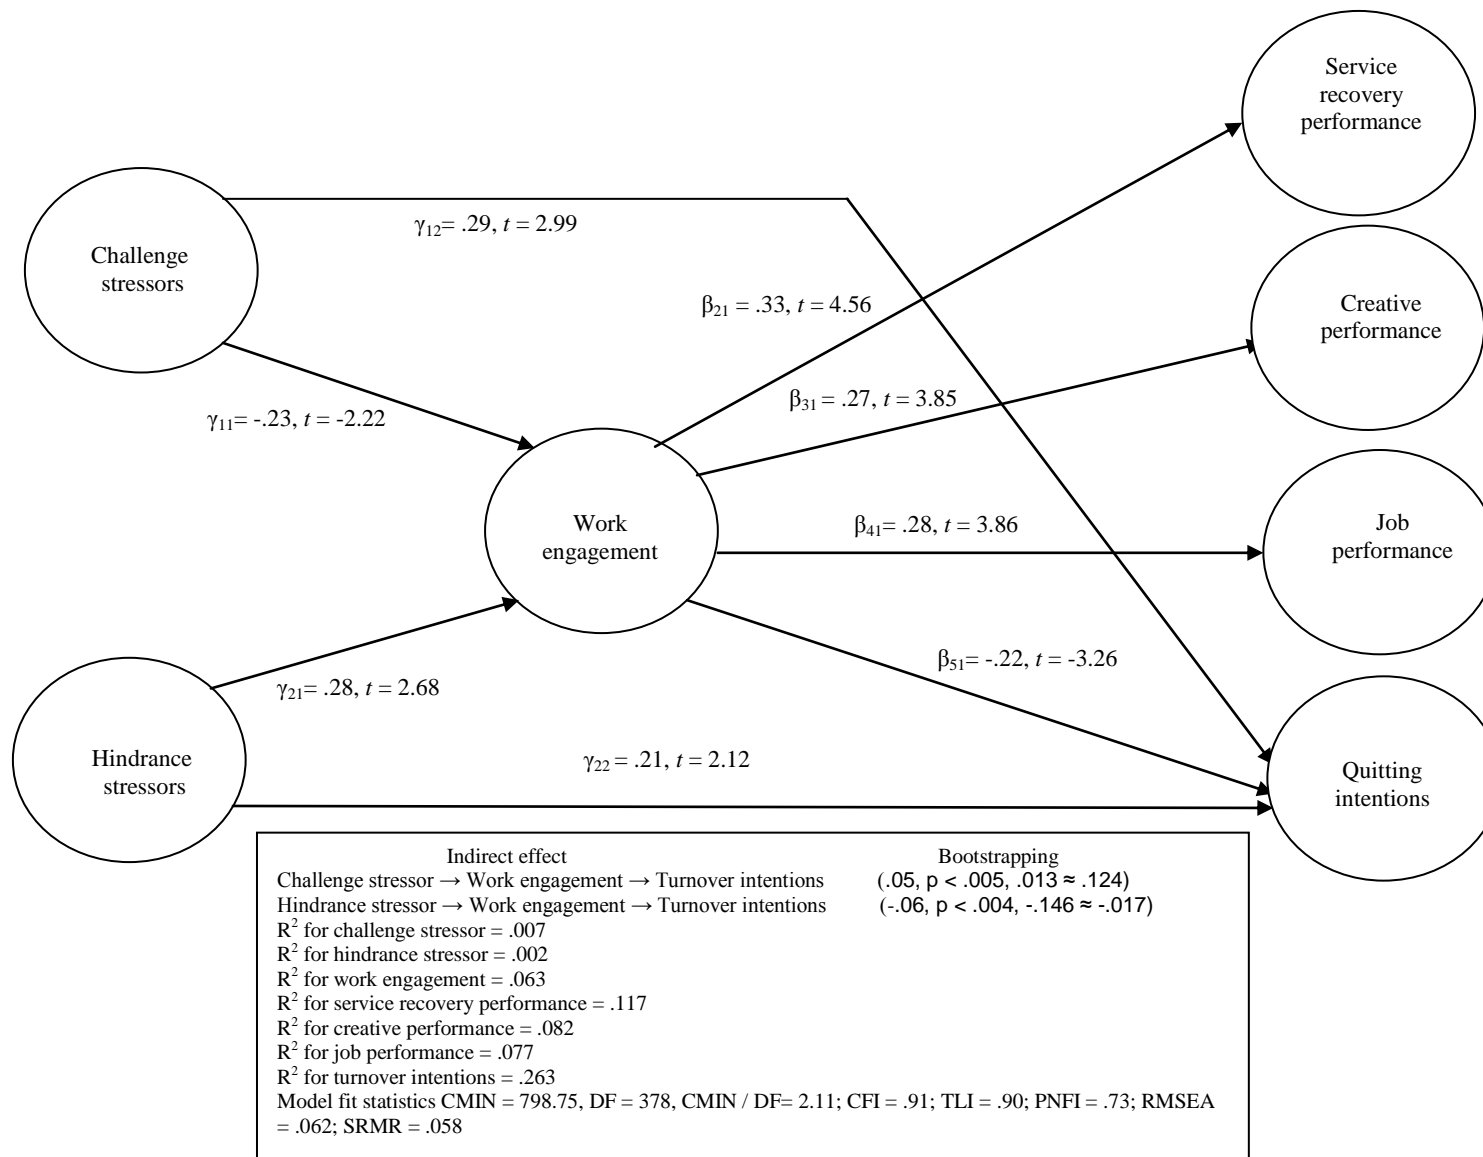 Service
recovery
performance
Challenge
stressors
γ12= .29, t = 2.99
β21 = .33, t = 4.56
Creative
performance
γ11= -.23, t = -2.22
β31 = .27, t = 3.85
Work
engagement
β41= .28, t = 3.86
Job
performance
β51= -.22, t = -3.26
γ21= .28, t = 2.68
Hindrance
stressors
γ22 = .21, t = 2.12
Quitting
intentions
Indirect effect Bootstrapping
Challenge stressor → Work engagement → Turnover intentions (.05, p < .005, .013 ≈ .124)
Hindrance stressor → Work engagement → Turnover intentions (-.06, p < .004, -.146 ≈ -.017)
R² for challenge stressor = .007
R² for hindrance stressor = .002
R² for work engagement = .063
R² for service recovery performance = .117
R² for creative performance = .082
R² for job performance = .077
R² for turnover intentions = .263
Model fit statistics CMIN = 798.75, DF = 378, CMIN / DF= 2.11; CFI = .91; TLI = .90; PNFI = .73; RMSEA
= .062; SRMR = .058